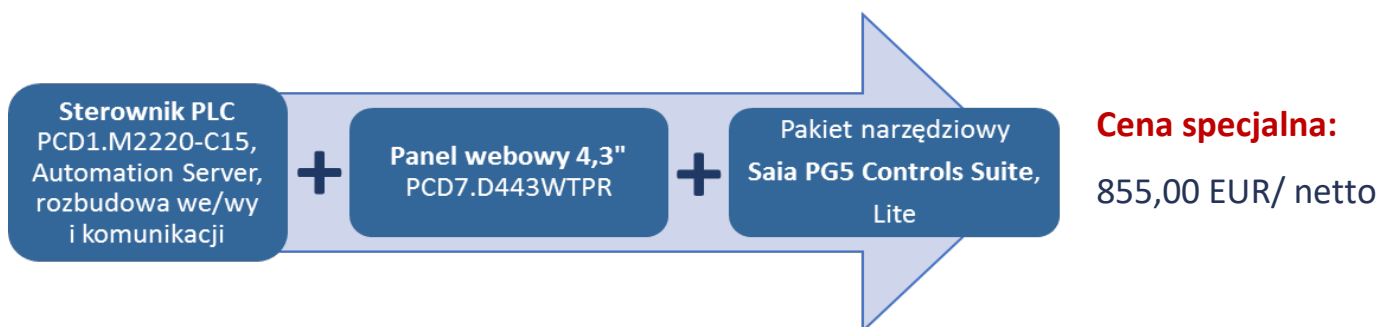 Sterownik PLC
PCD1.M2220-C15,
Automation Server,
rozbudowa we/wy
i komunikacji
+
Panel webowy 4,3"
PCD7.D443WTPR
+
Pakiet narzędziowy
Saia PG5 Controls Suite,
Lite
Cena specjalna:
855,00 EUR/ netto